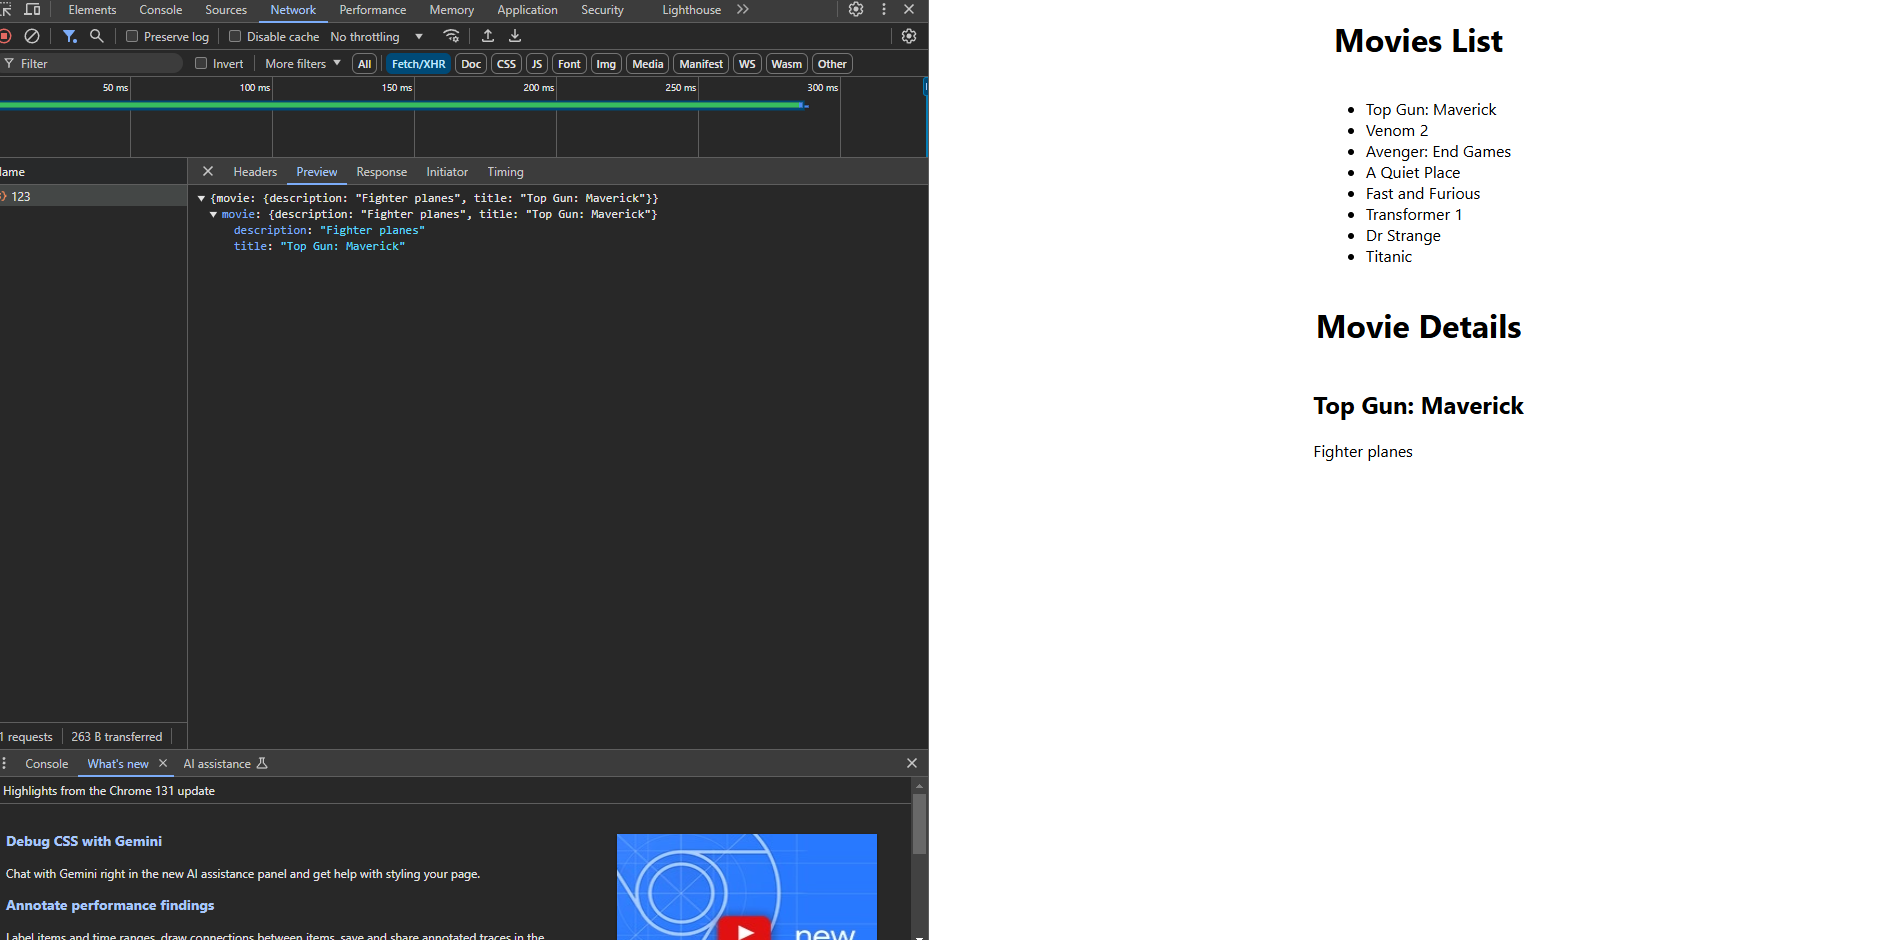 Elements Console Sources Network Performance Memory Application Security Lighthouse
Preserve log Disable cache No throttling
Filter Invert More filters All Fetch/XHR Doc CSS JS Font Img Media Manifest WS Wasm Other
50 ms 100 ms 150 ms 200 ms 250 ms 300 ms
ame Headers Preview Response Initiator Timing
123
{movie: {description: "Fighter planes", title: "Top Gun: Maverick"}}
movie: {description: "Fighter planes", title: "Top Gun: Maverick"}
description: "Fighter planes"
title: "Top Gun: Maverick"
1 requests 263 B transferred
Console What's new AI assistance
Highlights from the Chrome 131 update
Debug CSS with Gemini
Chat with Gemini right in the new AI assistance panel and get help with styling your page.
Annotate performance findings
Label items and time ranges, draw connections between items, save and share annotated traces in the
new
Movies List
Top Gun: Maverick
Venom 2
Avenger: End Games
A Quiet Place
Fast and Furious
Transformer 1
Dr Strange
Titanic
Movie Details
Top Gun: Maverick
Fighter planes